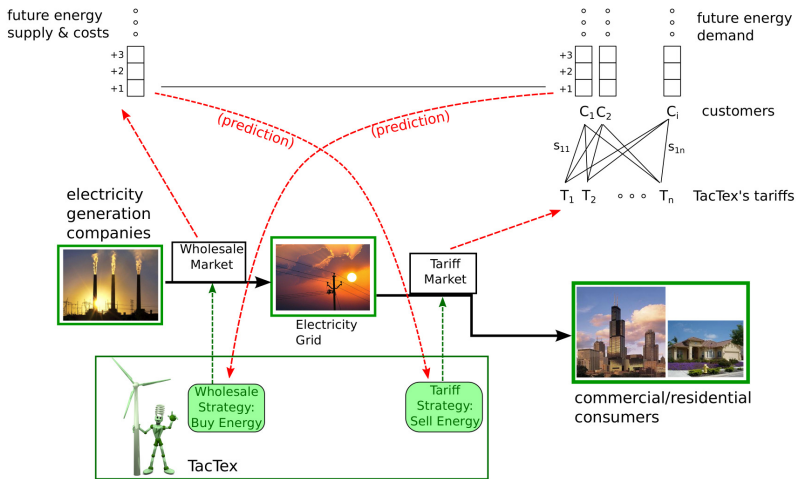 future energy
supply & costs
+3
+2
+1
future energy
demand
+3
+2
+1
(prediction)
(prediction)
C1 C2 Ci
customers
s11
s1n
T1 T2 Tn
TacTex's tariffs
electricity
generation
companies
Wholesale
Market
Tariff
Market
Electricity
Grid
Wholesale
Strategy:
Buy Energy
Tariff
Strategy:
Sell Energy
commercial/residential
consumers
TacTex